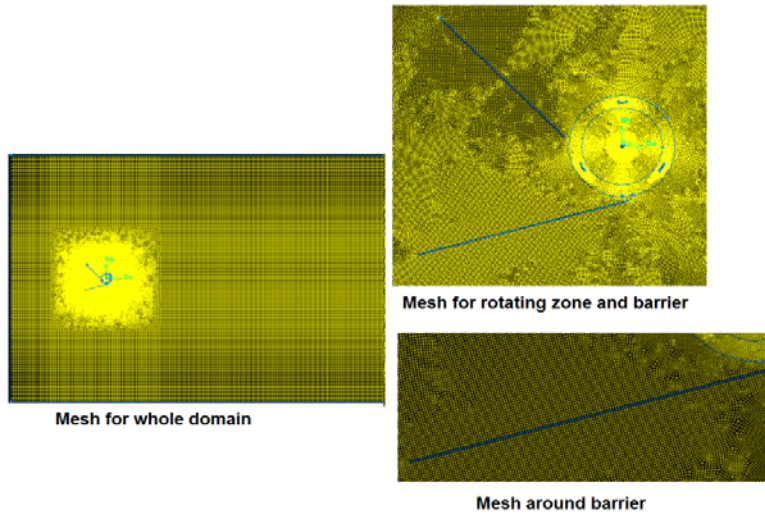 Mesh for rotating zone and barrier
Mesh for whole domain
Mesh around barrier